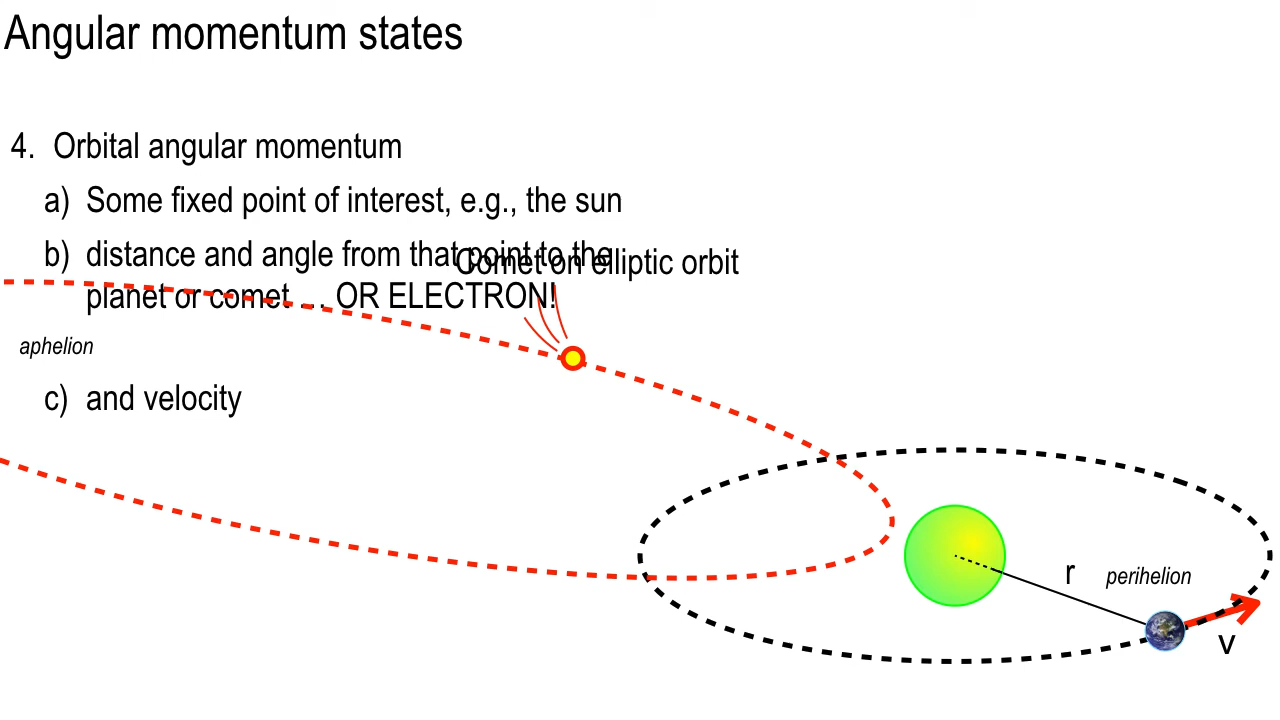 Angular momentum states
4. Orbital angular momentum
a) Some fixed point of interest, e.g., the sun
b) distance and angle from that point to the
planet or comet … OR ELECTRON!
Comet on elliptic orbit
aphelion
c) and velocity
r
perihelion
v